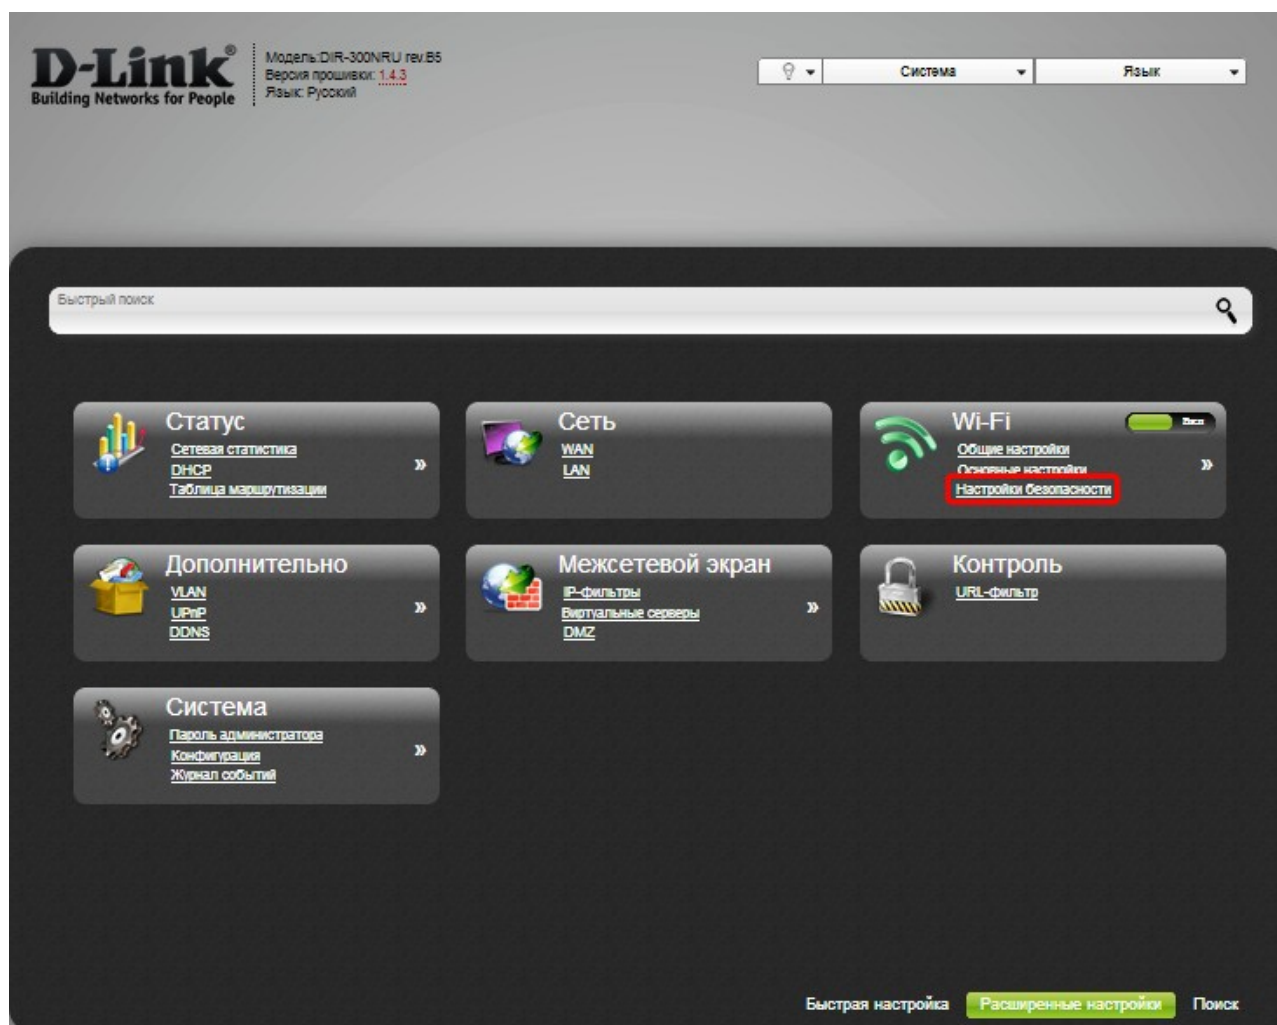 D-Link®
Building Networks for People
Модель:DIR-300NRU rev.B5
Версия прошивки: 1.4.3
Язык: Русский
Система
Язык
Быстрый поиск
Статус
Сетевая статистика
DHCP
Таблица маршрутизации
»
Сеть
WAN
LAN
Wi-Fi
Вкл
Общие настройки
Основные настройки
Настройки безопасности
»
Дополнительно
VLAN
UPnP
DDNS
»
Межсетевой экран
IP-фильтры
Виртуальные серверы
DMZ
»
Контроль
URL-фильтр
Система
Пароль администратора
Конфигурация
Журнал событий
»
Быстрая настройка Расширенные настройки Поиск